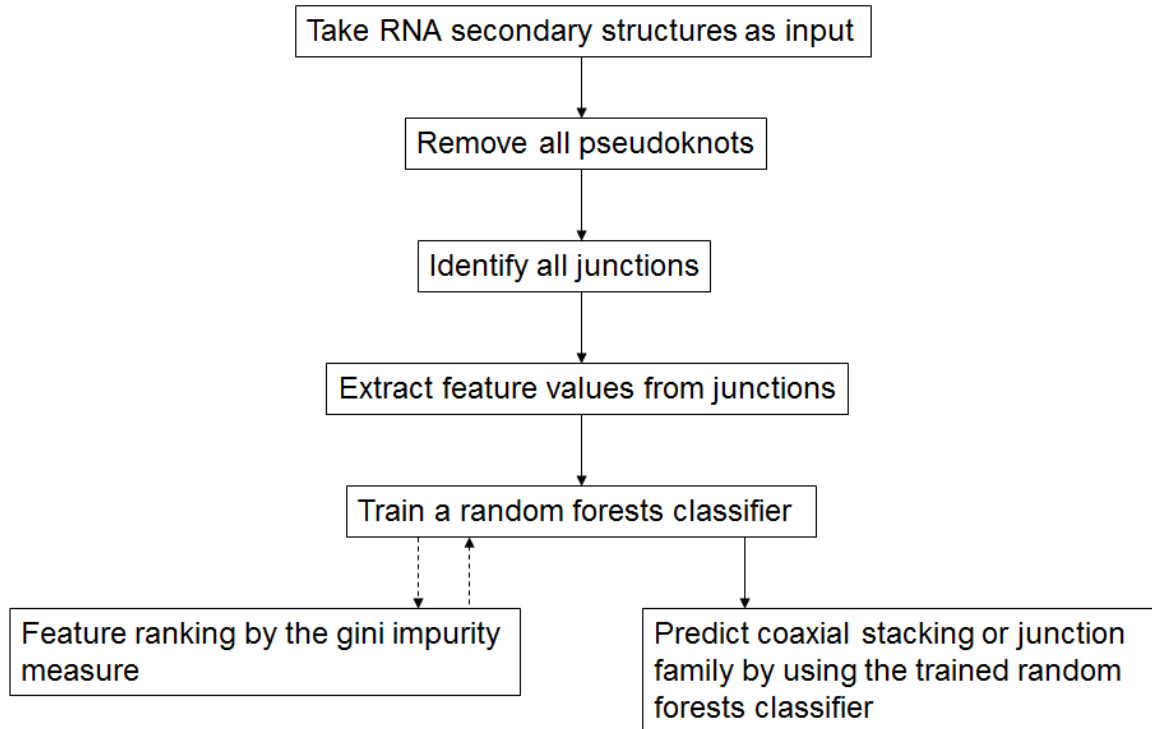 Take RNA secondary structures as input
Remove all pseudoknots
Identify all junctions
Extract feature values from junctions
Train a random forests classifier
Feature ranking by the gini impurity
measure
Predict coaxial stacking or junction
family by using the trained random
forests classifier